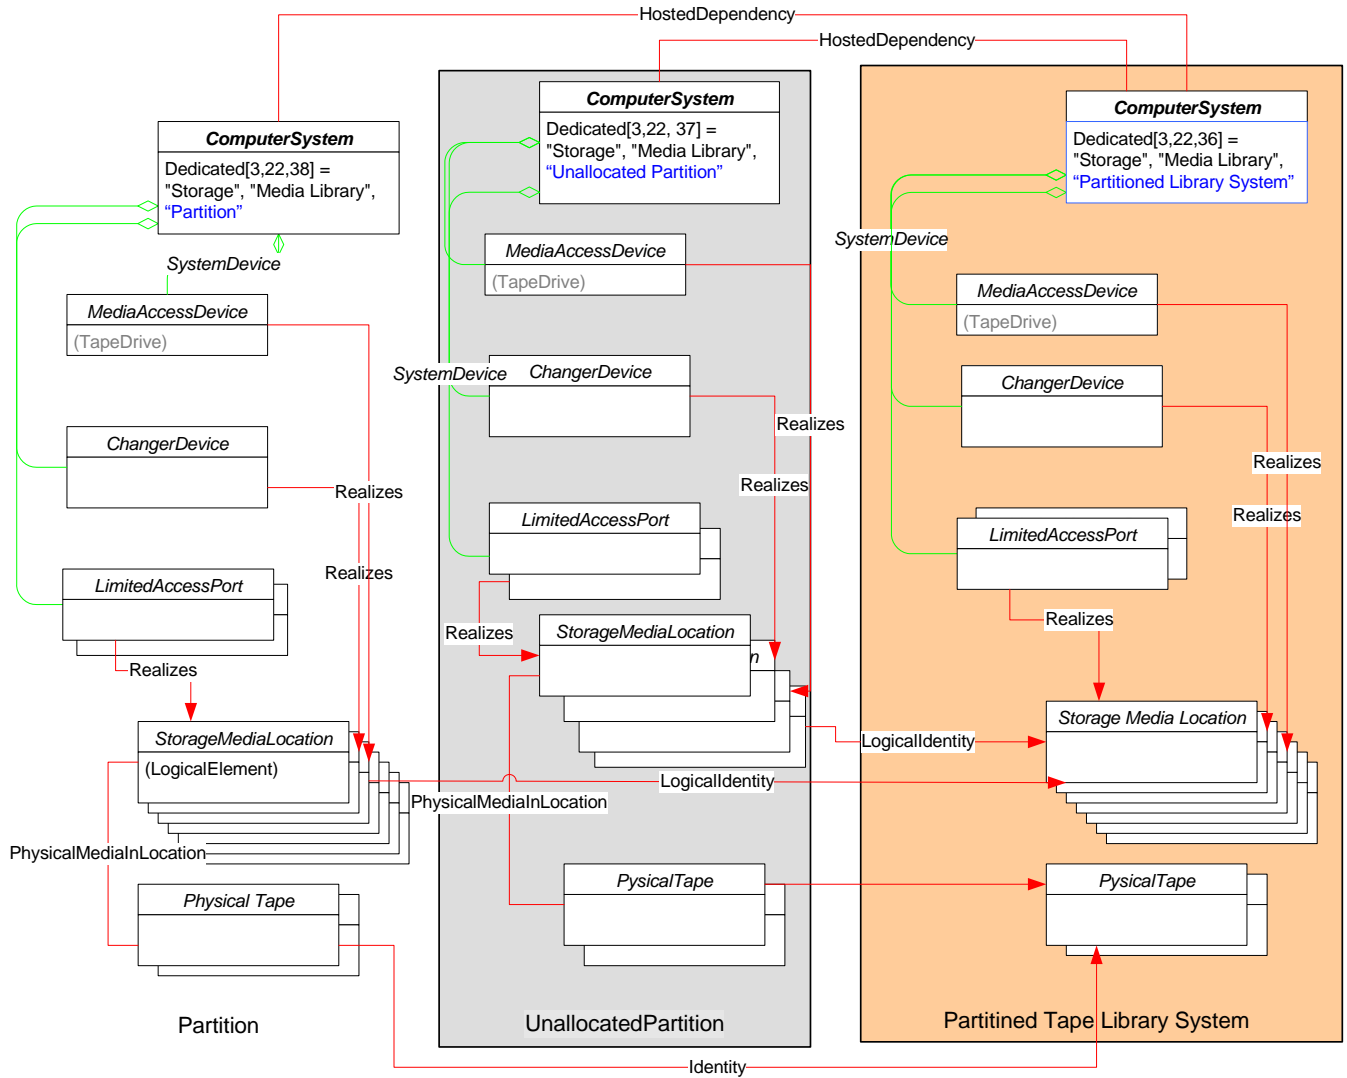 HostedDependency
HostedDependency
ComputerSystem
Dedicated[3,22,38] =
"Storage", "Media Library",
“Partition”
SystemDevice
MediaAccessDevice
(TapeDrive)
ChangerDevice
Realizes
Realizes
LimitedAccessPort
Realizes
StorageMediaLocation
(LogicalElement)
PhysicalMediaInLocation
Physical Tape
Partition
ComputerSystem
Dedicated[3,22, 37] =
"Storage", "Media Library",
“Unallocated Partition”
MediaAccessDevice
(TapeDrive)
SystemDevice
ChangerDevice
Realizes
Realizes
LimitedAccessPort
Realizes
StorageMediaLocation
n
LogicalIdentity
LogicalIdentity
PhysicalMediaInLocation
PysicalTape
UnallocatedPartition
ComputerSystem
Dedicated[3,22,36] =
"Storage", "Media Library",
“Partitioned Library System”
SystemDevice
MediaAccessDevice
(TapeDrive)
ChangerDevice
Realizes
Realizes
LimitedAccessPort
Realizes
Storage Media Location
PysicalTape
Partitined Tape Library System
Identity